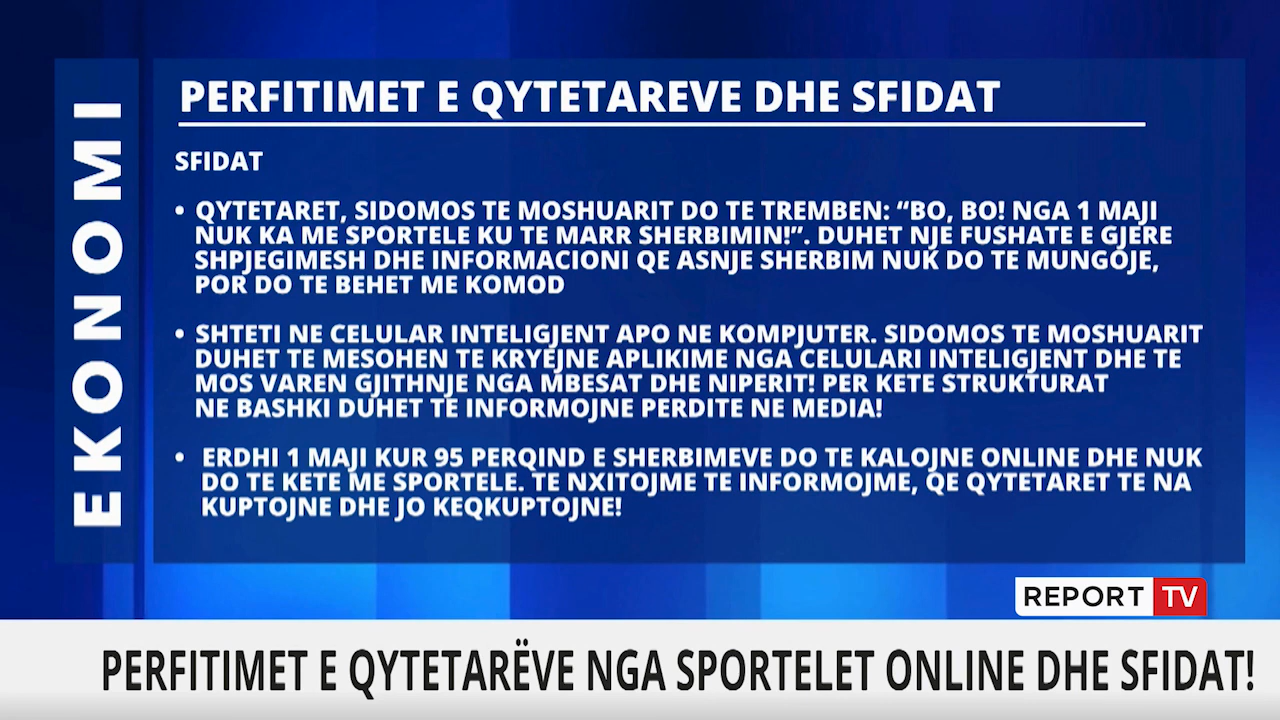 EKONOMI
PERFITIMET E QYTETAREVE DHE SFIDAT
SFIDAT
• QYTETARET, SIDOMOS TE MOSHUARIT DO TE TREMBEN: “BO, BO! NGA 1 MAJI
NUK KA ME SPORTELE KU TE MARR SHERBIMIN!”. DUHET NJE FUSHATE E GJERE
SHPJEGIMESH DHE INFORMACIONI QE ASNJE SHERBIM NUK DO TE MUNGOJE,
POR DO TE BEHET ME KOMOD
• SHTETI NE CELULAR INTELIGJENT APO NE KOMPJUTER. SIDOMOS TE MOSHUARIT
DUHET TE MESOHEN TE KRYEJNE APLIKIME NGA CELULARI INTELIGJENT DHE TE
MOS VAREN GJITHNJE NGA MBESAT DHE NIPERIT! PER KETE STRUKTURAT
NE BASHKI DUHET TE INFORMOJNE PERDITE NE MEDIA!
• ERDHI 1 MAJI KUR 95 PERQIND E SHERBIMEVE DO TE KALOJNE ONLINE DHE NUK
DO TE KETE ME SPORTELE. TE NXITOJME TE INFORMOJME, QE QYTETARET TE NA
KUPTOJNE DHE JO KEQKUPTOJNE!
REPORT TV
PERFITIMET E QYTETARËVE NGA SPORTELET ONLINE DHE SFIDAT!